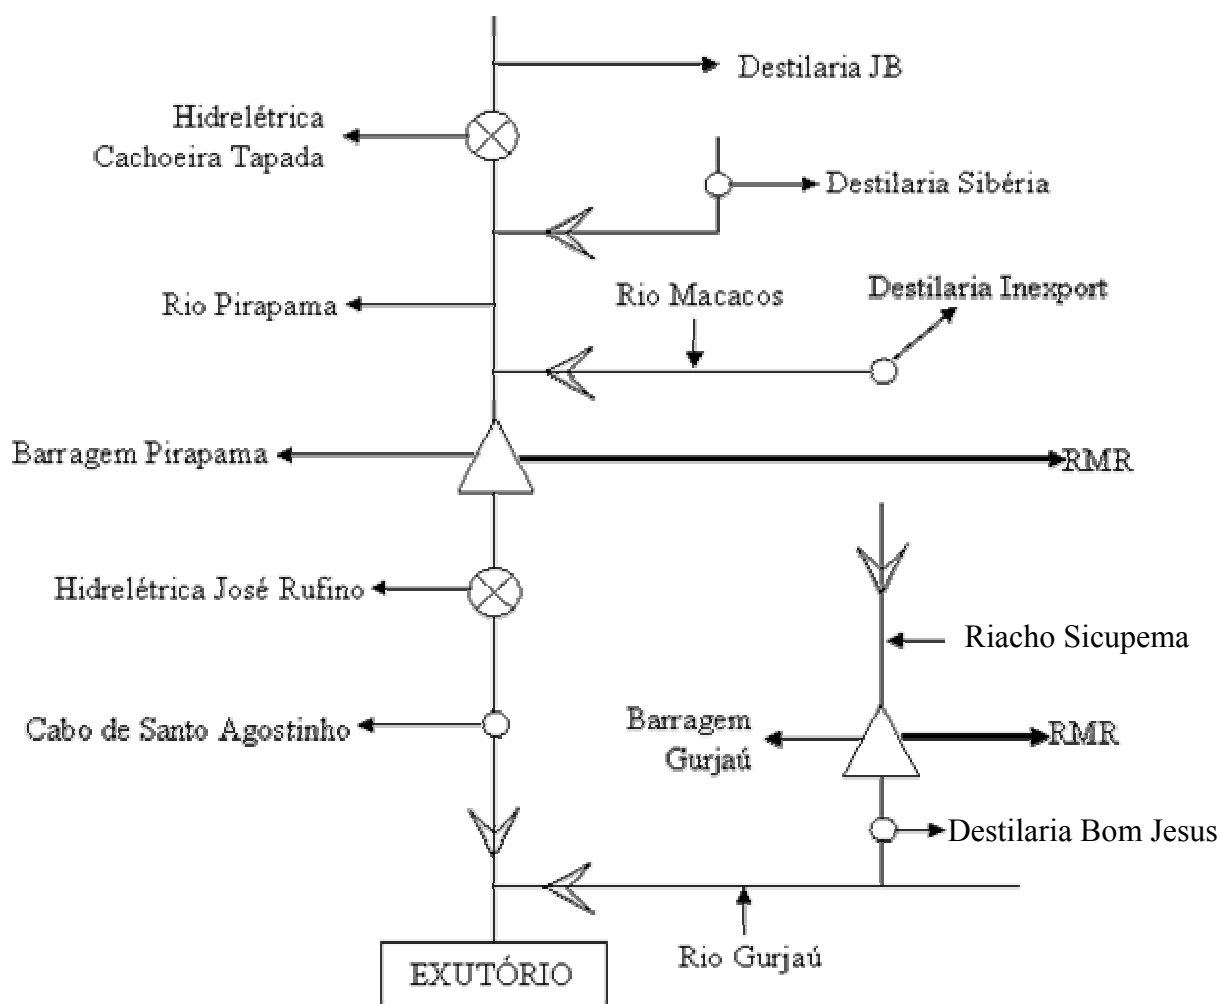 Destilaria JB
Hidrelétrica
Cachoeira Tapada
Destilaria Sibéria
Rio Pirapama
Rio Macacos
Destilaria Inexport
Barragem Pirapama
RMR
Hidrelétrica José Rufino
Riacho Sicupema
Cabo de Santo Agostinho
Barragem
Gurjaú
RMR
Destilaria Bom Jesus
Rio Gurjaú
EXUTÓRIO